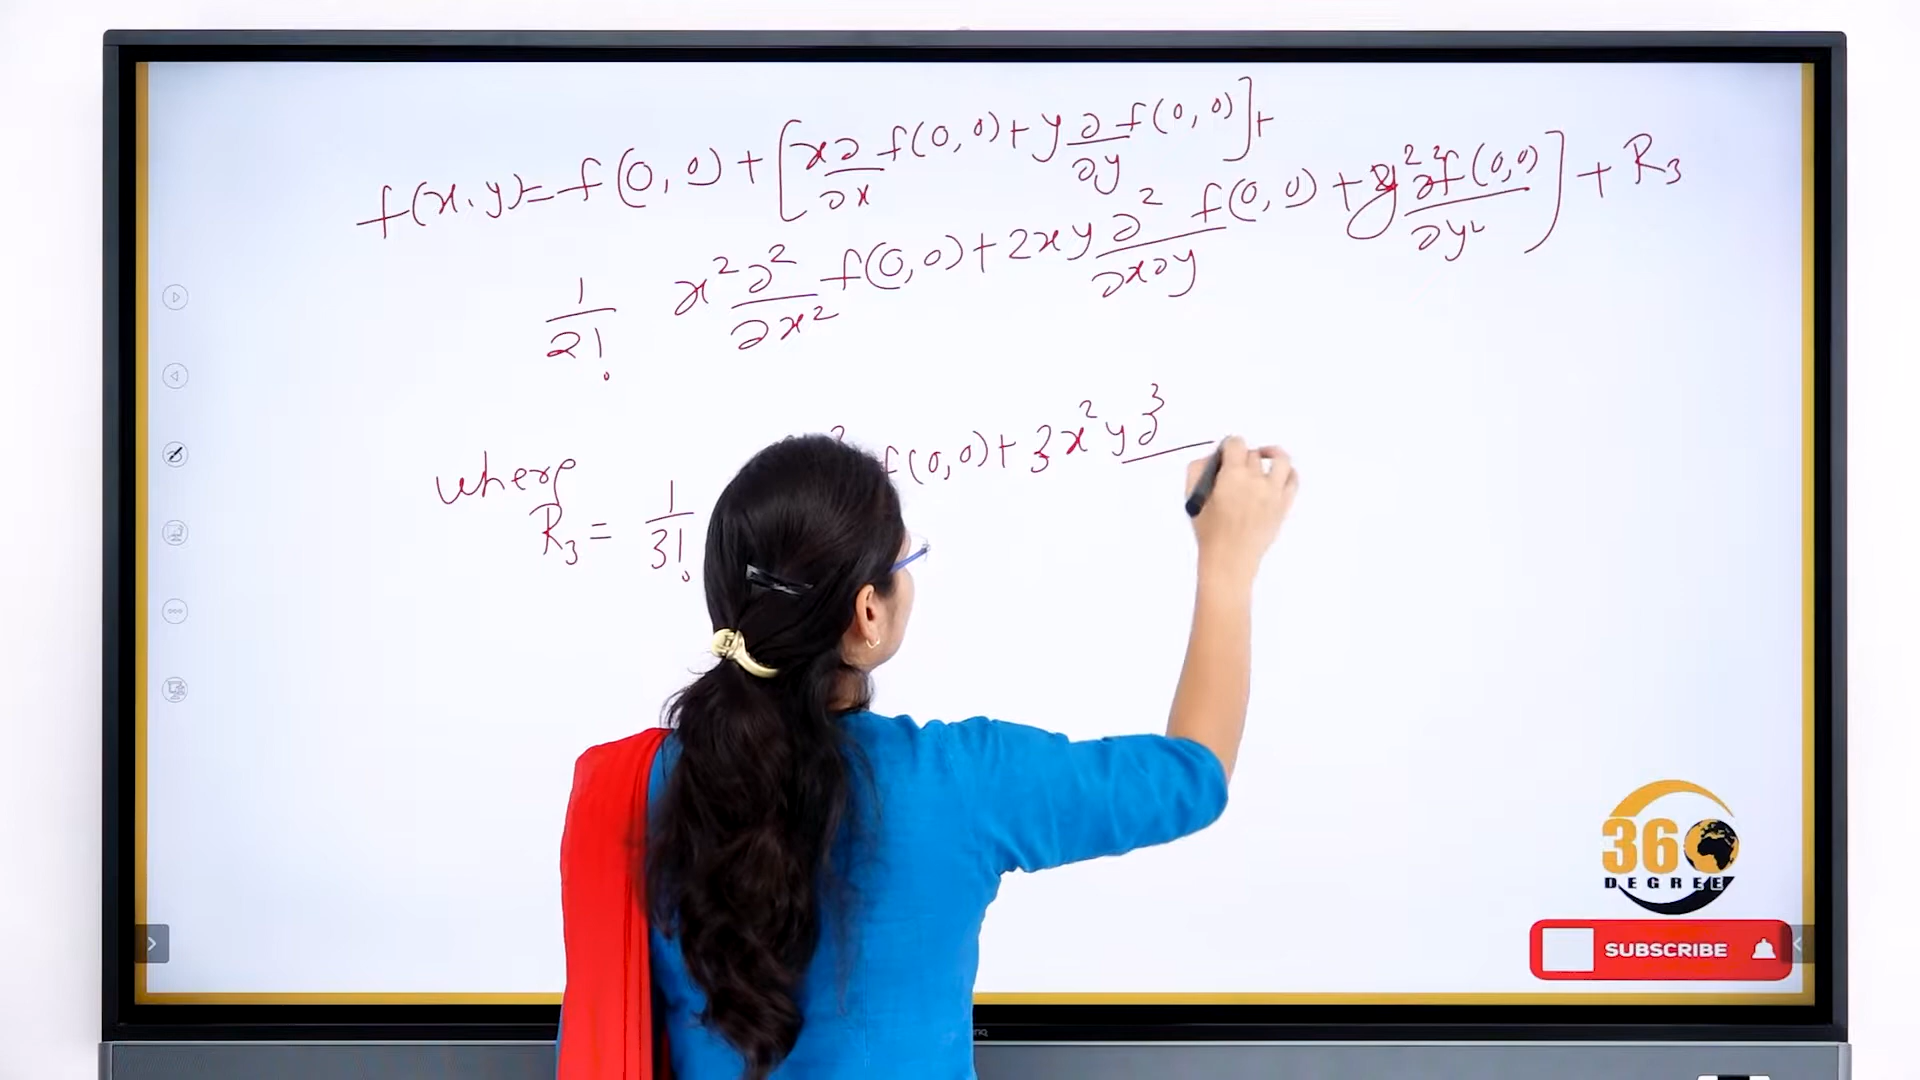 f(x,y)=f(0,0)+[x∂/∂x f(0,0)+y∂/∂y f(0,0)]+
1/2! x²∂²/∂x² f(0,0)+2xy∂²/∂x∂y f(0,0)+y²∂²f(0,0)/∂y²]+R₃
where
R₃= 1/3! f(0,0)+3x²y∂³
360
DEGREE
SUBSCRIBE